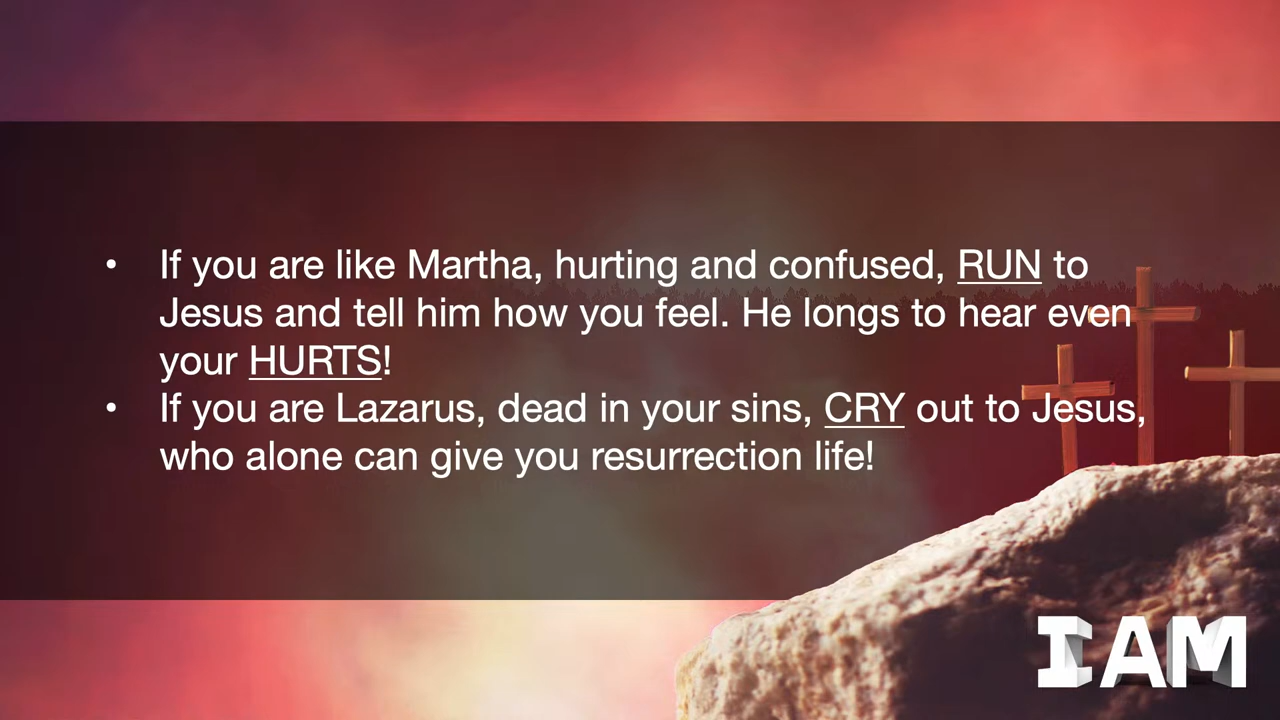 • If you are like Martha, hurting and confused, RUN to
Jesus and tell him how you feel. He longs to hear even
your HURTS!
• If you are Lazarus, dead in your sins, CRY out to Jesus,
who alone can give you resurrection life!
I AM